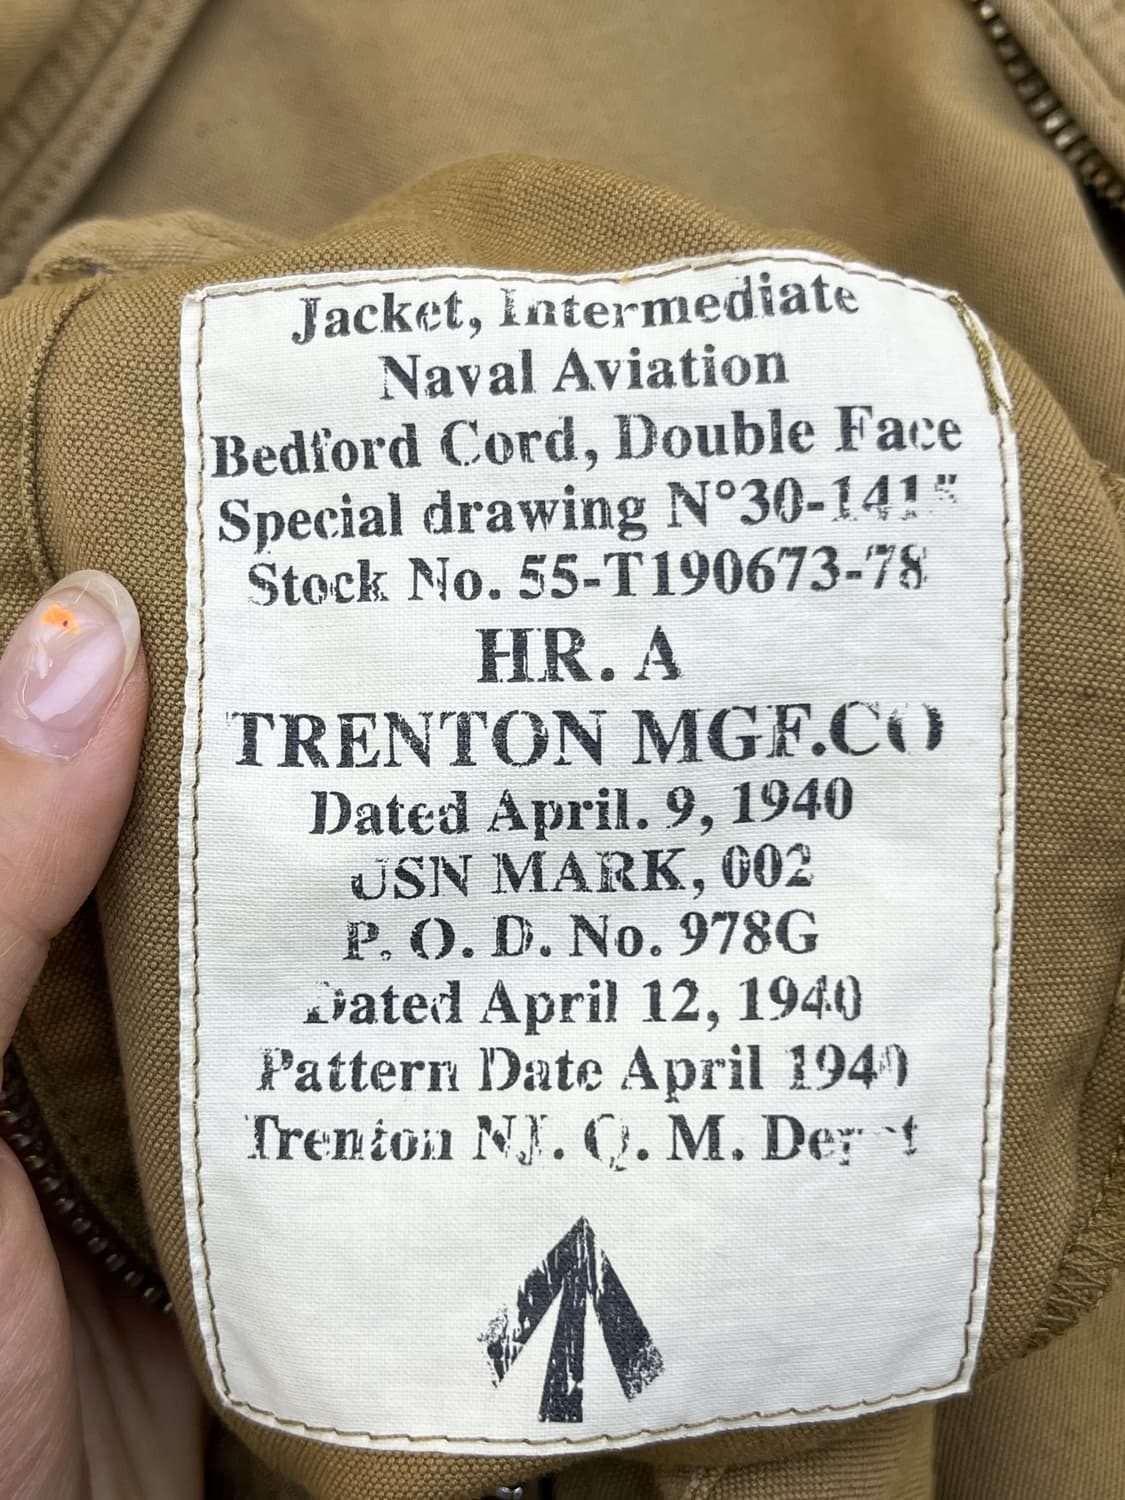 Jacket, Intermediate
Naval Aviation
Bedford Cord, Double Face
Special drawing N°30-141"
Stock No. 55-T190673-78
HR. A
TRENTON MGF.CO
Dated April. 9, 1940
USN MARK, 002
P. O. D. No. 978G
Dated April 12, 1940
Pattern Date April 1940
Trenton NJ. Q. M. Depot